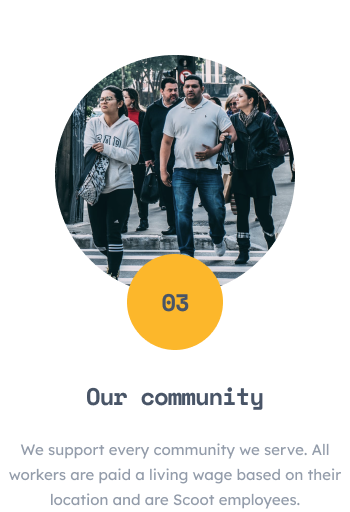 03
Our community
We support every community we serve. All
workers are paid a living wage based on their
location and are Scoot employees.